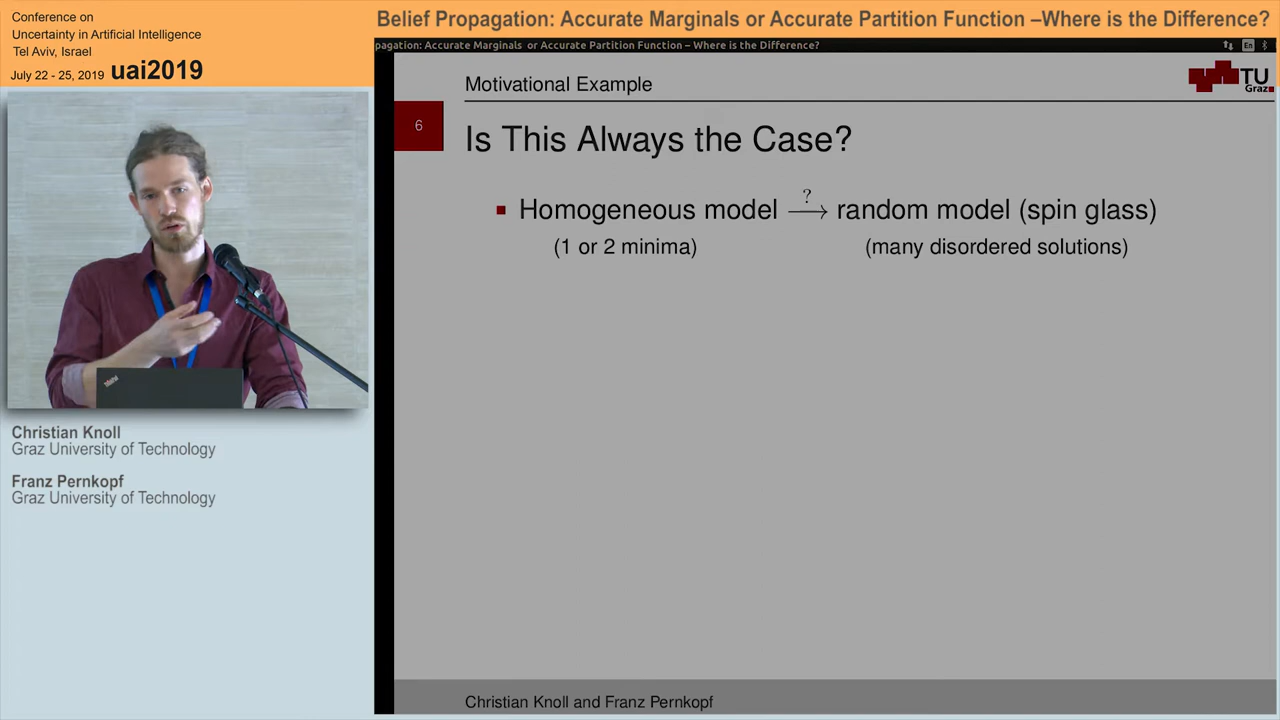 Conference on
Uncertainty in Artificial Intelligence
Tel Aviv, Israel
July 22 - 25, 2019 uai2019
Belief Propagation: Accurate Marginals or Accurate Partition Function –Where is the Difference?
pagation: Accurate Marginals or Accurate Partition Function – Where is the Difference?
En
Motivational Example
TU
Graz
6
Is This Always the Case?
Homogeneous model ? → random model (spin glass)
(1 or 2 minima) (many disordered solutions)
ThinkPad
Christian Knoll
Graz University of Technology
Franz Pernkopf
Graz University of Technology
Christian Knoll and Franz Pernkopf